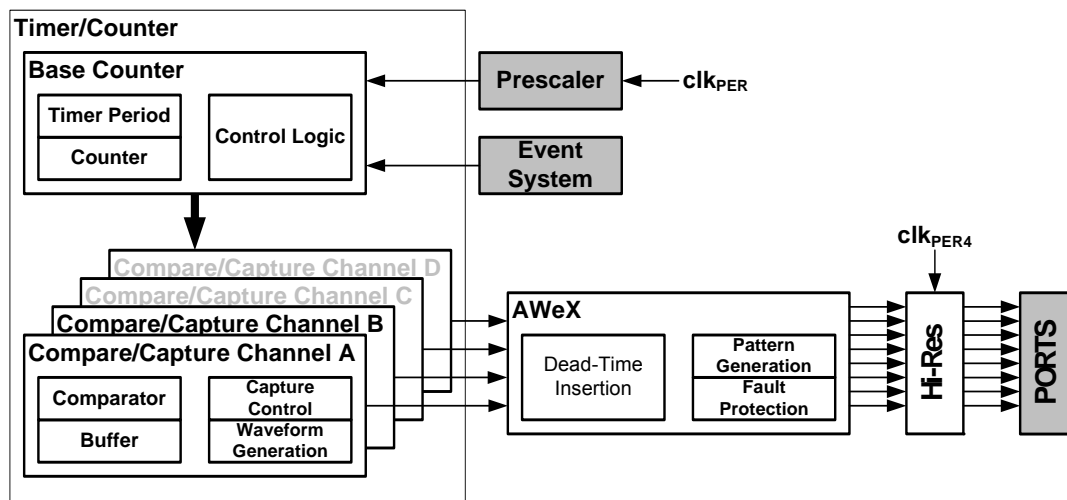 Timer/Counter
Base Counter
Timer Period
Counter
Control Logic
Prescaler
clkPER
Event
System
Compare/Capture Channel D
Compare/Capture Channel C
Compare/Capture Channel B
Compare/Capture Channel A
Comparator
Buffer
Capture
Control
Waveform
Generation
AWeX
Dead-Time
Insertion
Pattern
Generation
Fault
Protection
clkPER4
Hi-Res
PORTS